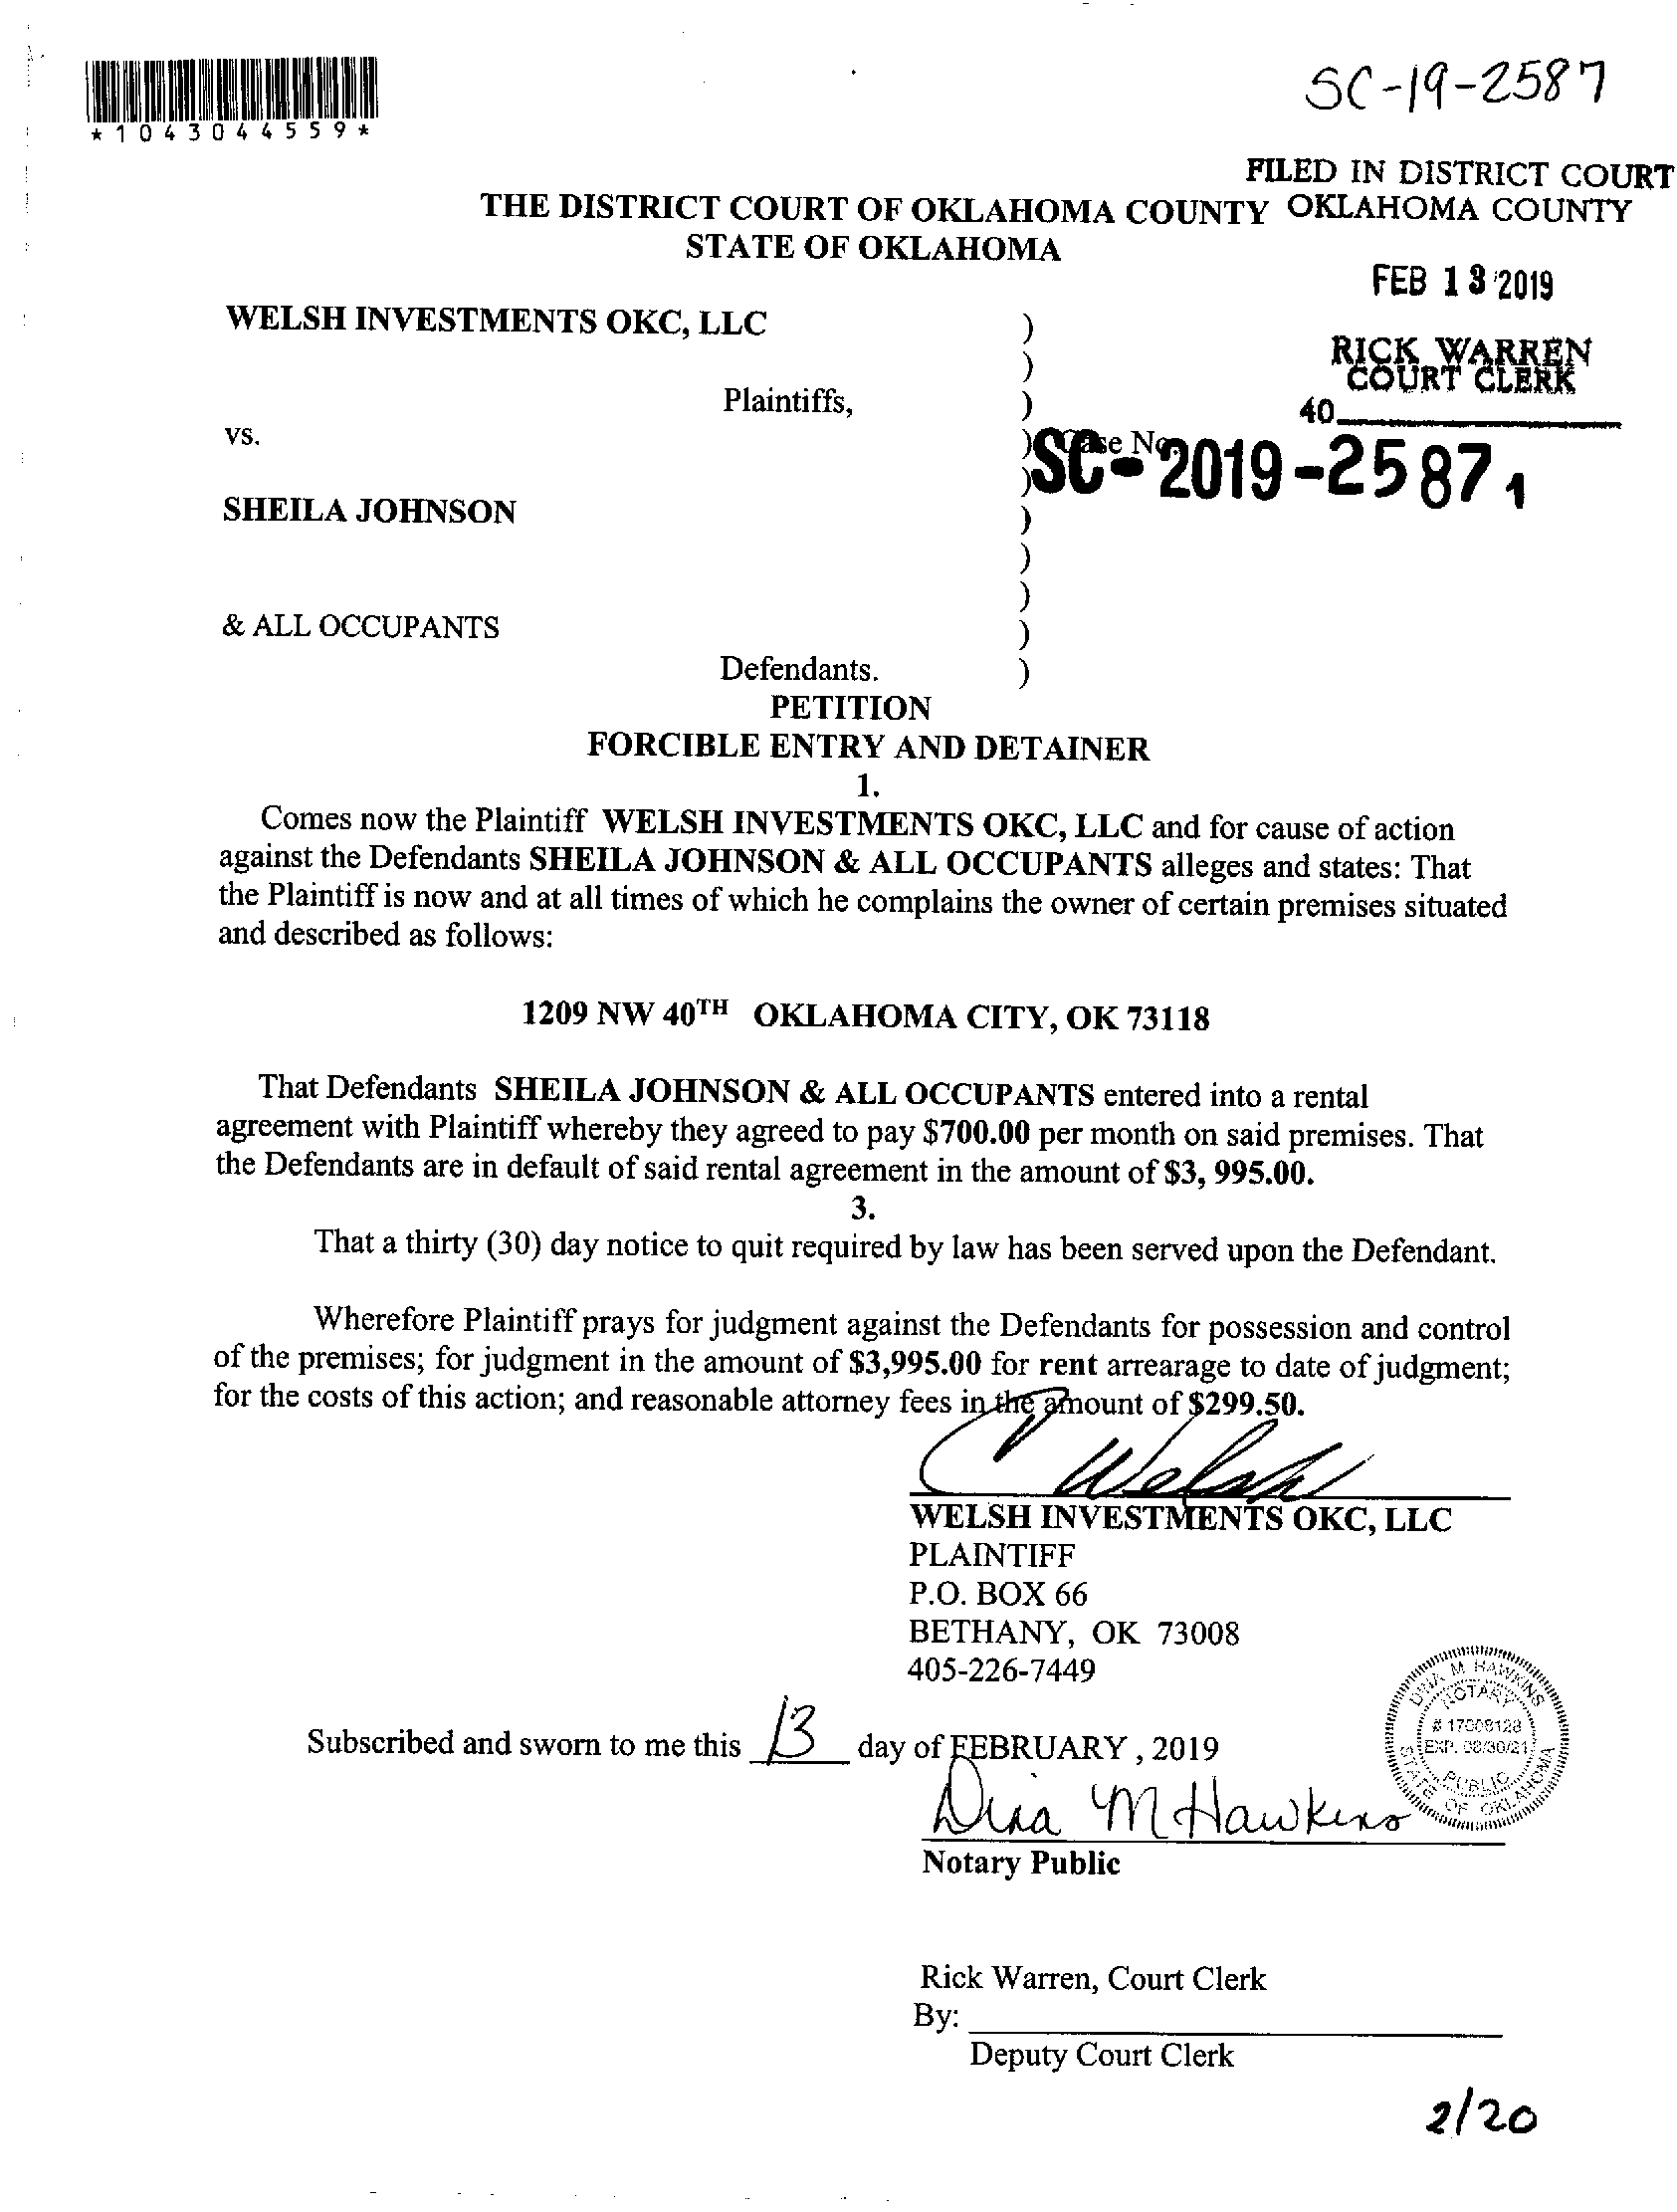 SC-19-2587
*1043044559*
FILED IN DISTRICT COURT
OKLAHOMA COUNTY
THE DISTRICT COURT OF OKLAHOMA COUNTY
STATE OF OKLAHOMA
FEB 13 2019
WELSH INVESTMENTS OKC, LLC )
)
RICK WARREN
COURT CLERK
Plaintiffs, )
40
vs. ) Case No.
SC-2019-2587 1
)
SHEILA JOHNSON )
)
)
& ALL OCCUPANTS )
Defendants. )
PETITION
FORCIBLE ENTRY AND DETAINER
1.
Comes now the Plaintiff WELSH INVESTMENTS OKC, LLC and for cause of action
against the Defendants SHEILA JOHNSON & ALL OCCUPANTS alleges and states: That
the Plaintiff is now and at all times of which he complains the owner of certain premises situated
and described as follows:
1209 NW 40TH OKLAHOMA CITY, OK 73118
That Defendants SHEILA JOHNSON & ALL OCCUPANTS entered into a rental
agreement with Plaintiff whereby they agreed to pay $700.00 per month on said premises. That
the Defendants are in default of said rental agreement in the amount of $3, 995.00.
3.
That a thirty (30) day notice to quit required by law has been served upon the Defendant.
Wherefore Plaintiff prays for judgment against the Defendants for possession and control
of the premises; for judgment in the amount of $3,995.00 for rent arrearage to date of judgment;
for the costs of this action; and reasonable attorney fees in the amount of $299.50.
C Welsh
WELSH INVESTMENTS OKC, LLC
PLAINTIFF
P.O. BOX 66
BETHANY, OK 73008
405-226-7449
DINA M HAWKINS
NOTARY
# 17008128
EXP. 08/30/21
PUBLIC
STATE OF OKLAHOMA
Subscribed and sworn to me this 13 day of FEBRUARY , 2019
Dina M Hawkins
Notary Public
Rick Warren, Court Clerk
By:
Deputy Court Clerk
2/20